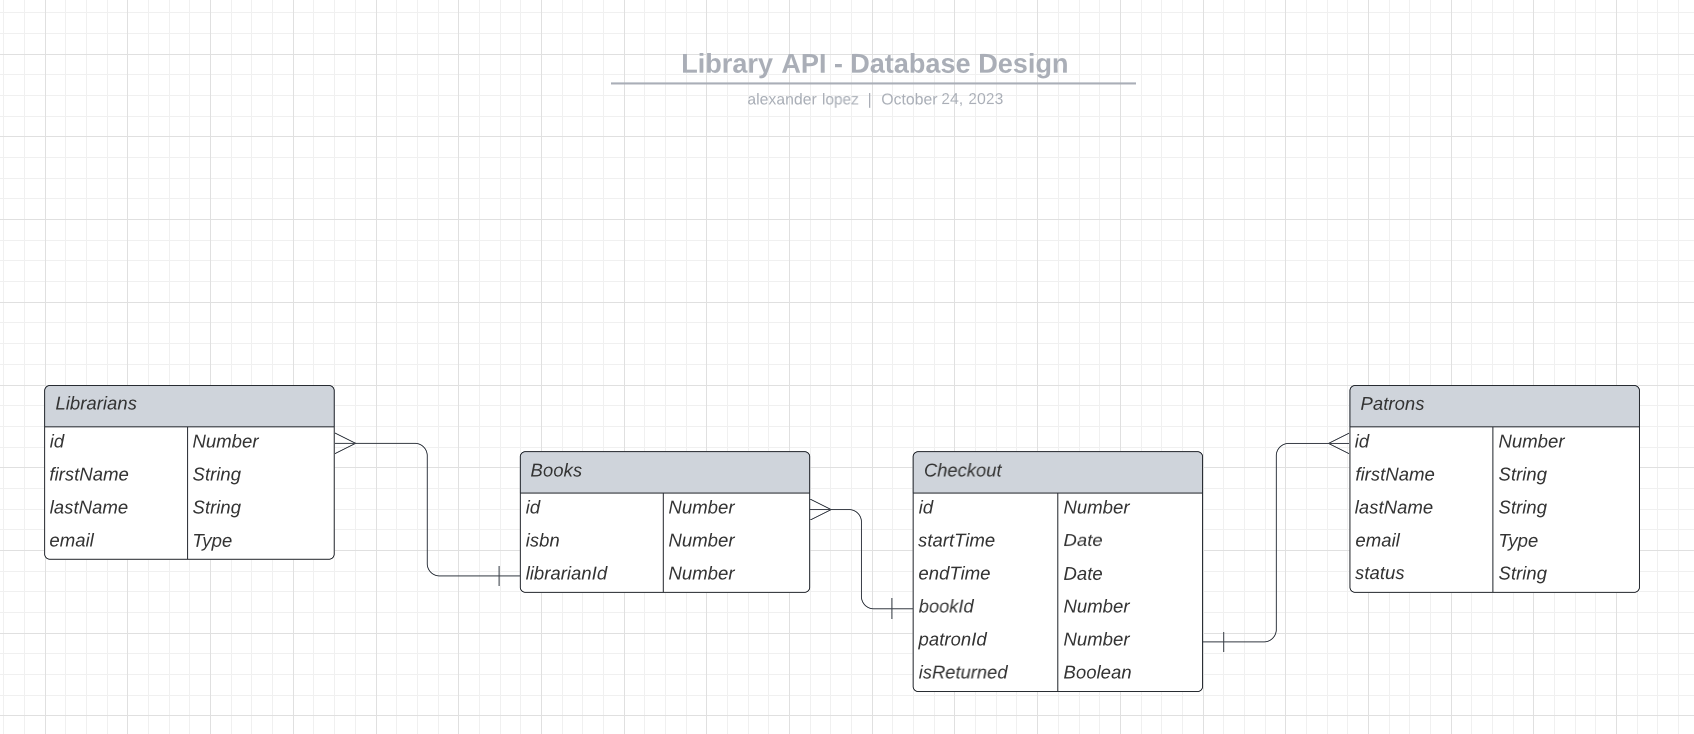 Library API - Database Design
alexander lopez | October 24, 2023
Librarians
id Number
firstName String
lastName String
email Type
Books
id Number
isbn Number
librarianId Number
Checkout
id Number
startTime Date
endTime Date
bookId Number
patronId Number
isReturned Boolean
Patrons
id Number
firstName String
lastName String
email Type
status String